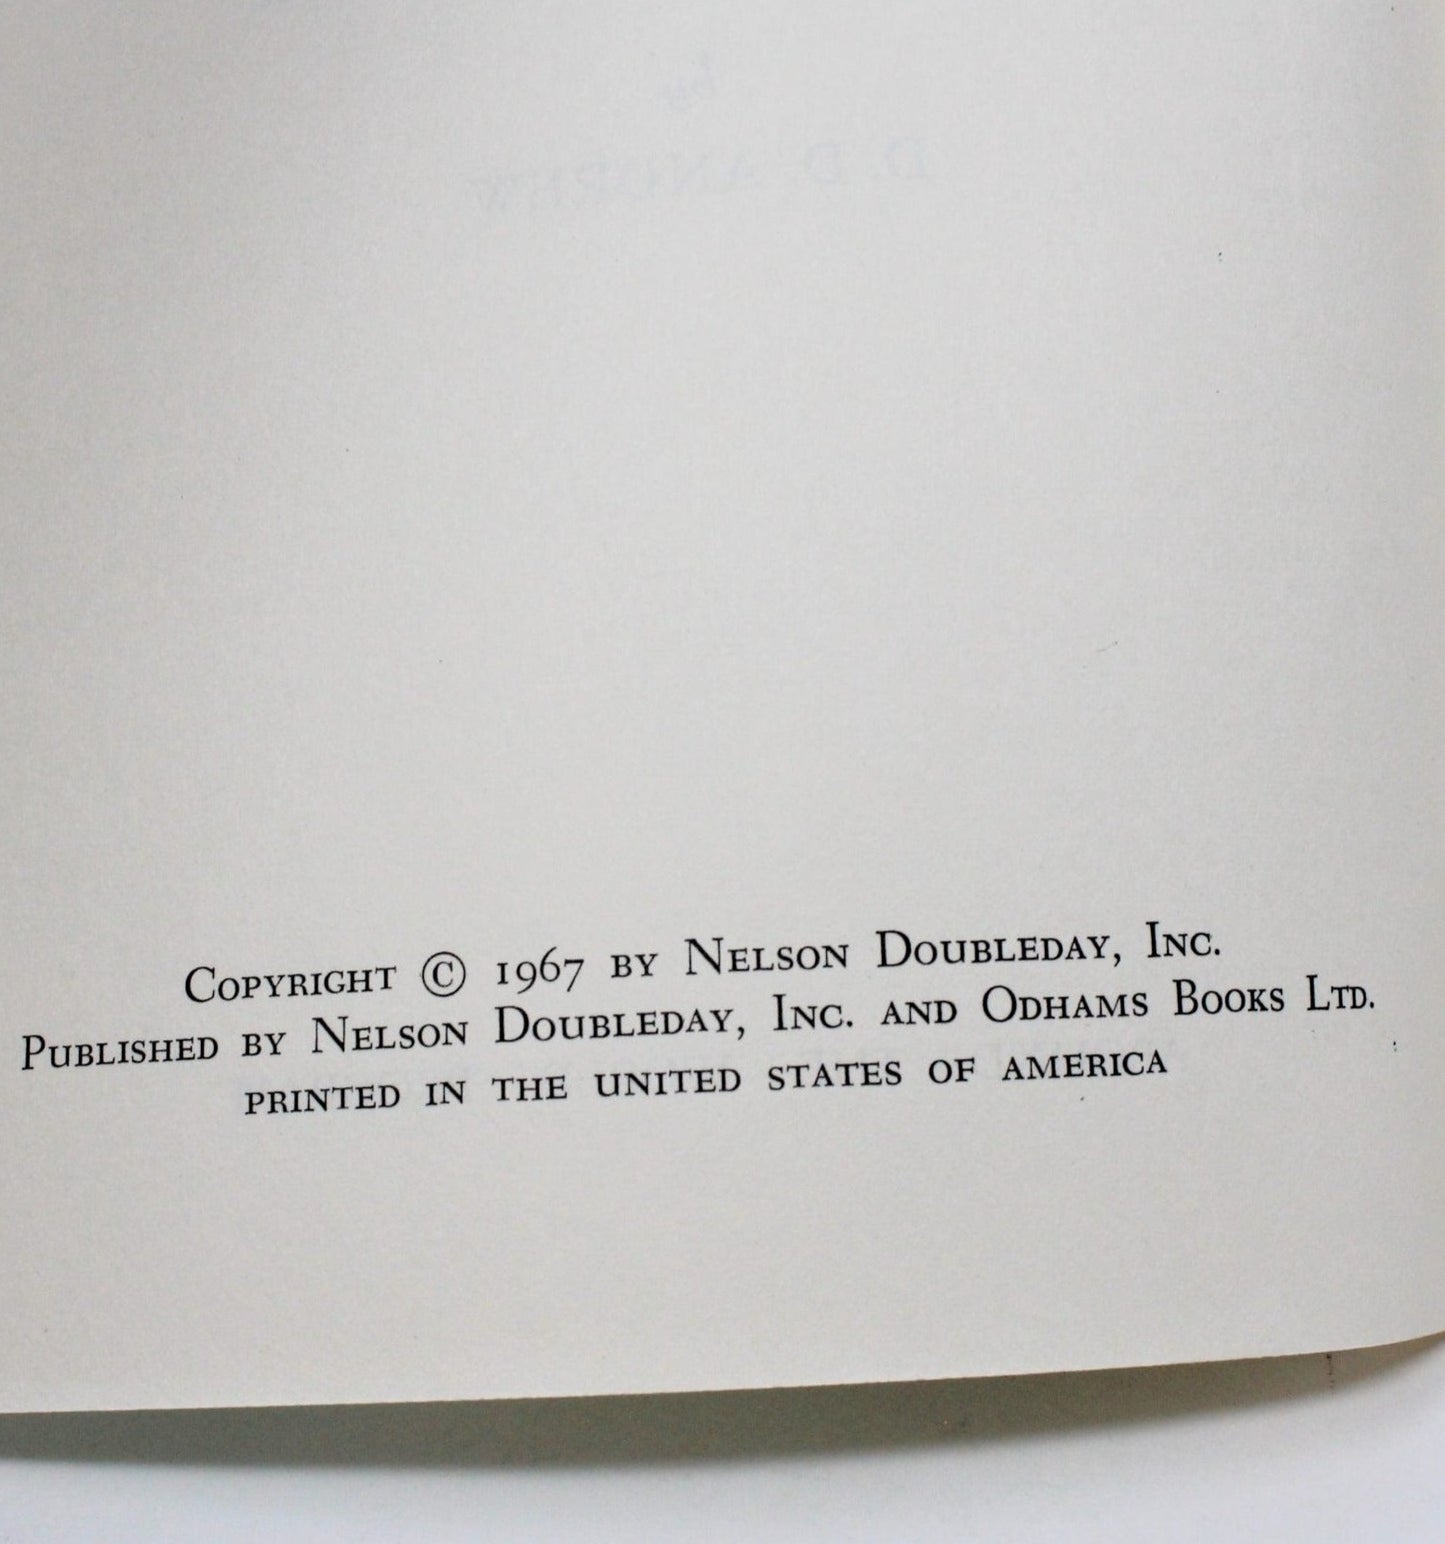 Copyright © 1967 by Nelson Doubleday, Inc.
Published by Nelson Doubleday, Inc. and Odhams Books Ltd.
PRINTED IN THE UNITED STATES OF AMERICA